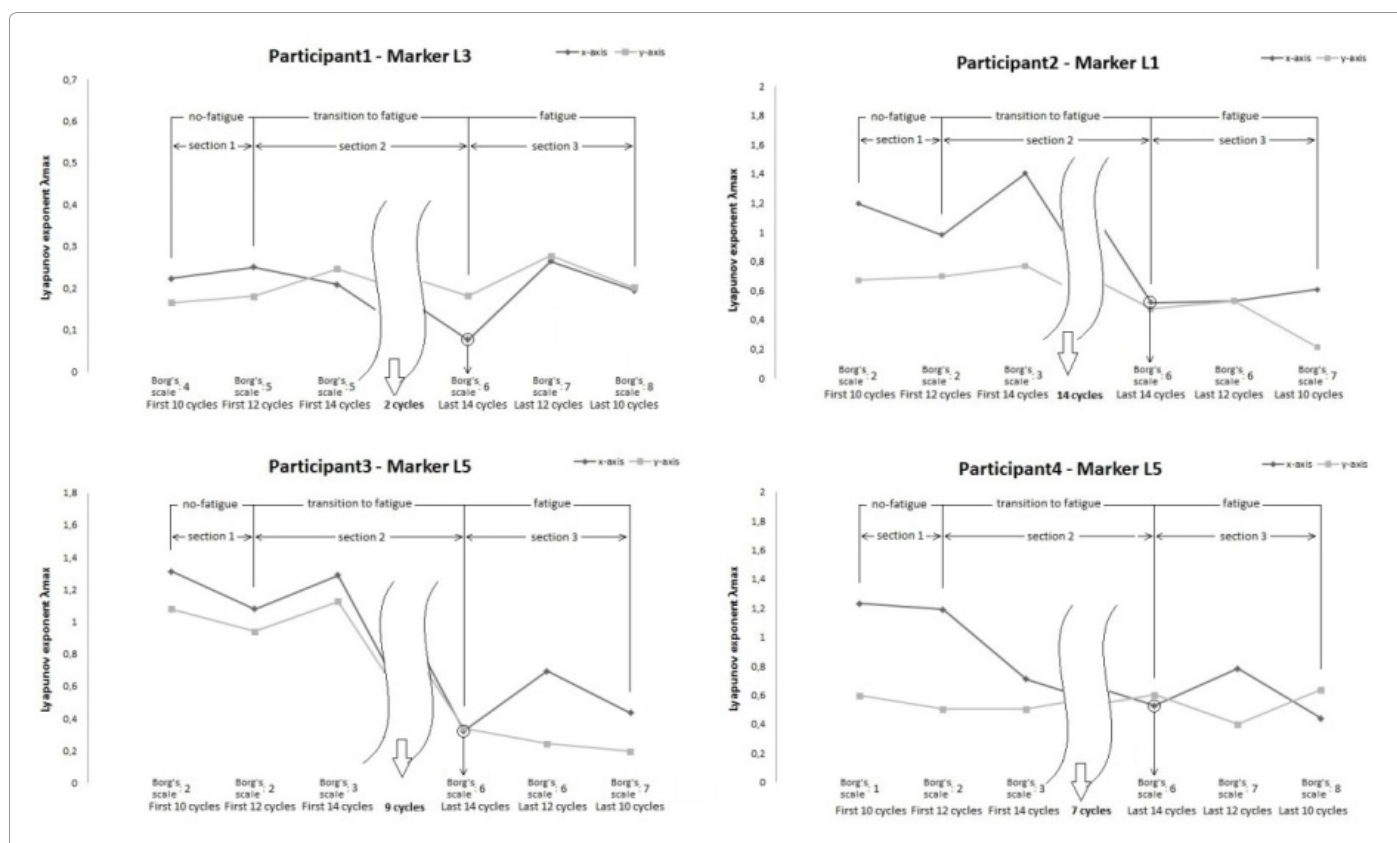 Participant1 - Marker L3
x-axis y-axis
Lyapunov exponent λmax
0,7
0,6
0,5
0,4
0,3
0,2
0,1
0
no-fatigue transition to fatigue fatigue
section 1 section 2 section 3
Borg's scale: 4 Borg's scale: 5 Borg's scale: 5 Borg's scale: 6 Borg's scale: 7 Borg's scale: 8
First 10 cycles First 12 cycles First 14 cycles 2 cycles Last 14 cycles Last 12 cycles Last 10 cycles
Participant2 - Marker L1
x-axis y-axis
Lyapunov exponent λmax
2
1,8
1,6
1,4
1,2
1
0,8
0,6
0,4
0,2
0
no-fatigue transition to fatigue fatigue
section 1 section 2 section 3
Borg's scale: 2 Borg's scale: 2 Borg's scale: 3 Borg's scale: 6 Borg's scale: 6 Borg's scale: 7
First 10 cycles First 12 cycles First 14 cycles 14 cycles Last 14 cycles Last 12 cycles Last 10 cycles
Participant3 - Marker L5
x-axis y-axis
Lyapunov exponent λmax
1,8
1,6
1,4
1,2
1
0,8
0,6
0,4
0,2
0
no-fatigue transition to fatigue fatigue
section 1 section 2 section 3
Borg's scale: 2 Borg's scale: 2 Borg's scale: 3 Borg's scale: 6 Borg's scale: 6 Borg's scale: 7
First 10 cycles First 12 cycles First 14 cycles 9 cycles Last 14 cycles Last 12 cycles Last 10 cycles
Participant4 - Marker L5
x-axis y-axis
Lyapunov exponent λmax
2
1,8
1,6
1,4
1,2
1
0,8
0,6
0,4
0,2
0
no-fatigue transition to fatigue fatigue
section 1 section 2 section 3
Borg's scale: 1 Borg's scale: 2 Borg's scale: 3 Borg's scale: 6 Borg's scale: 7 Borg's scale: 8
First 10 cycles First 12 cycles First 14 cycles 7 cycles Last 14 cycles Last 12 cycles Last 10 cycles